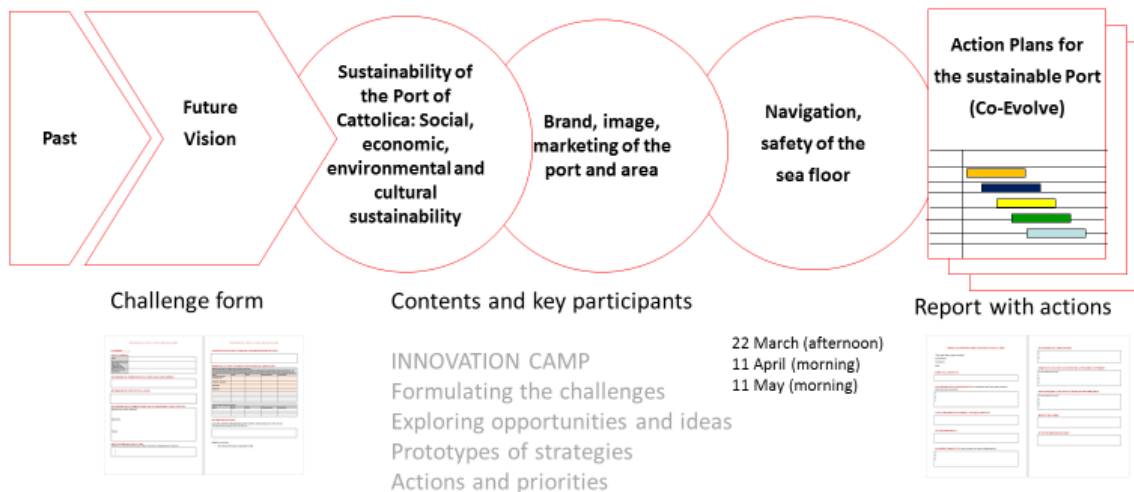 Past
Future
Vision
Sustainability of
the Port of
Cattolica: Social,
economic,
environmental and
cultural
sustainability
Brand, image,
marketing of the
port and area
Navigation,
safety of the
sea floor
Action Plans for
the sustainable Port
(Co-Evolve)
Challenge form
Contents and key participants
Report with actions
INNOVATION CAMP
Formulating the challenges
Exploring opportunities and ideas
Prototypes of strategies
Actions and priorities
22 March (afternoon)
11 April (morning)
11 May (morning)